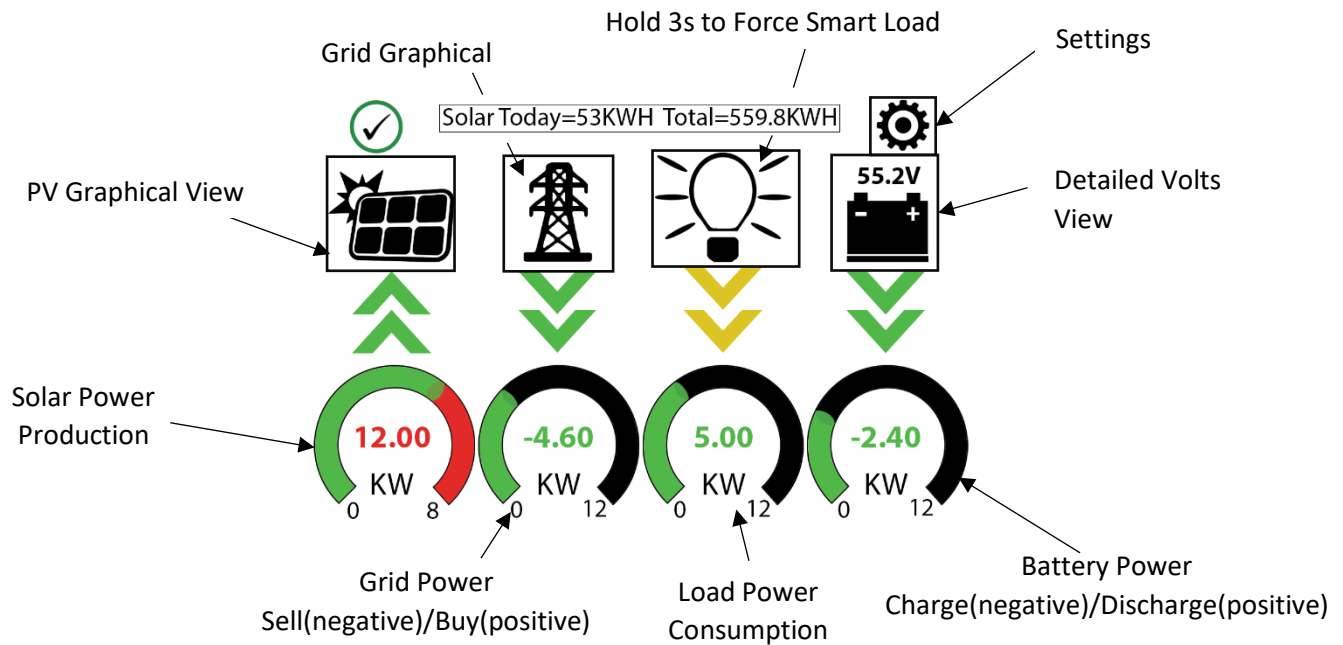 Hold 3s to Force Smart Load
Grid Graphical
Settings
Solar Today=53KWH Total=559.8KWH
PV Graphical View
55.2V
- +
Detailed Volts
View
Solar Power
Production
12.00
KW
0 8
-4.60
KW
0 12
5.00
KW
0 12
-2.40
KW
0 12
Grid Power
Sell(negative)/Buy(positive)
Load Power
Consumption
Battery Power
Charge(negative)/Discharge(positive)